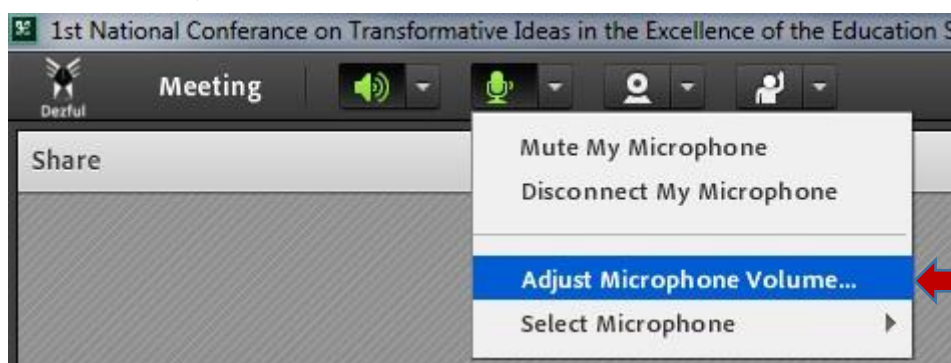 1st National Conferance on Transformative Ideas in the Excellence of the Education
Dezful
Meeting
Share
Mute My Microphone
Disconnect My Microphone
Adjust Microphone Volume...
Select Microphone